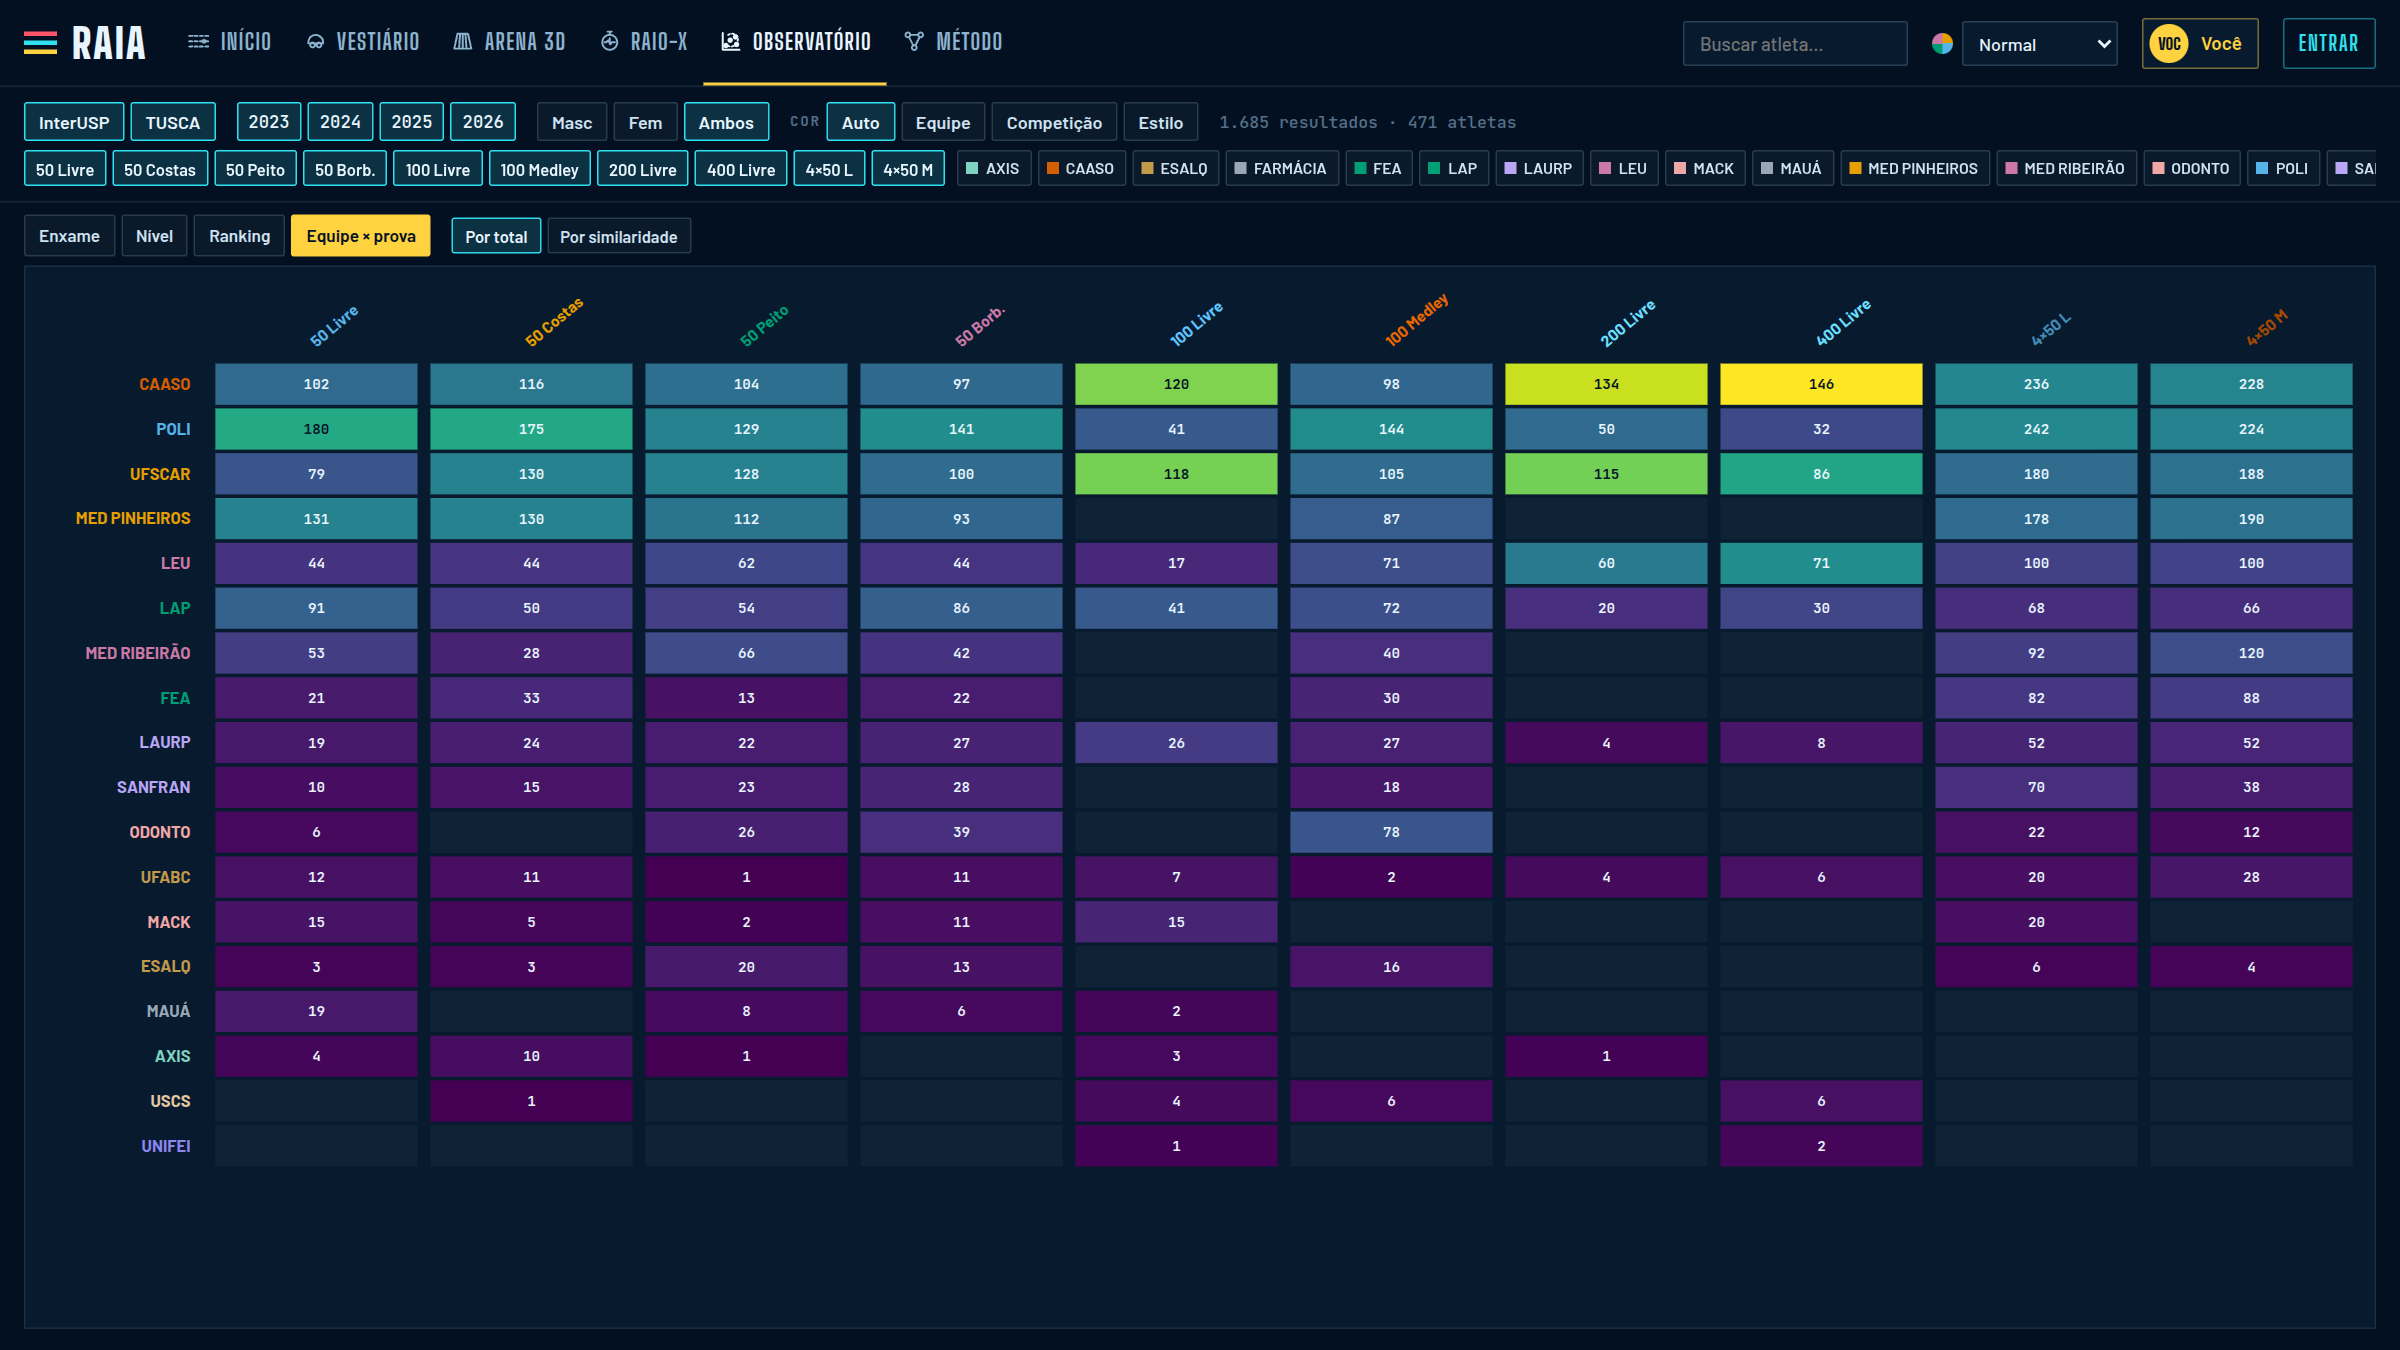 RAIA INÍCIO VESTIÁRIO ARENA 3D RAIO-X OBSERVATÓRIO MÉTODO Buscar atleta... Normal VOC Você ENTRAR
InterUSP TUSCA 2023 2024 2025 2026 Masc Fem Ambos COR Auto Equipe Competição Estilo 1.685 resultados · 471 atletas
50 Livre 50 Costas 50 Peito 50 Borb. 100 Livre 100 Medley 200 Livre 400 Livre 4×50 L 4×50 M AXIS CAASO ESALQ FARMÁCIA FEA LAP LAURP LEU MACK MAUÁ MED PINHEIROS MED RIBEIRÃO ODONTO POLI SA
Enxame Nível Ranking Equipe × prova Por total Por similaridade
50 Livre 50 Costas 50 Peito 50 Borb. 100 Livre 100 Medley 200 Livre 400 Livre 4×50 L 4×50 M
CAASO 102 116 104 97 120 98 134 146 236 228
POLI 180 175 129 141 41 144 50 32 242 224
UFSCAR 79 130 128 100 118 105 115 86 180 188
MED PINHEIROS 131 130 112 93 87 178 190
LEU 44 44 62 44 17 71 60 71 100 100
LAP 91 50 54 86 41 72 20 30 68 66
MED RIBEIRÃO 53 28 66 42 40 92 120
FEA 21 33 13 22 30 82 88
LAURP 19 24 22 27 26 27 4 8 52 52
SANFRAN 10 15 23 28 18 70 38
ODONTO 6 26 39 78 22 12
UFABC 12 11 1 11 7 2 4 6 20 28
MACK 15 5 2 11 15 20
ESALQ 3 3 20 13 16 6 4
MAUÁ 19 8 6 2
AXIS 4 10 1 3 1
USCS 1 4 6 6
UNIFEI 1 2